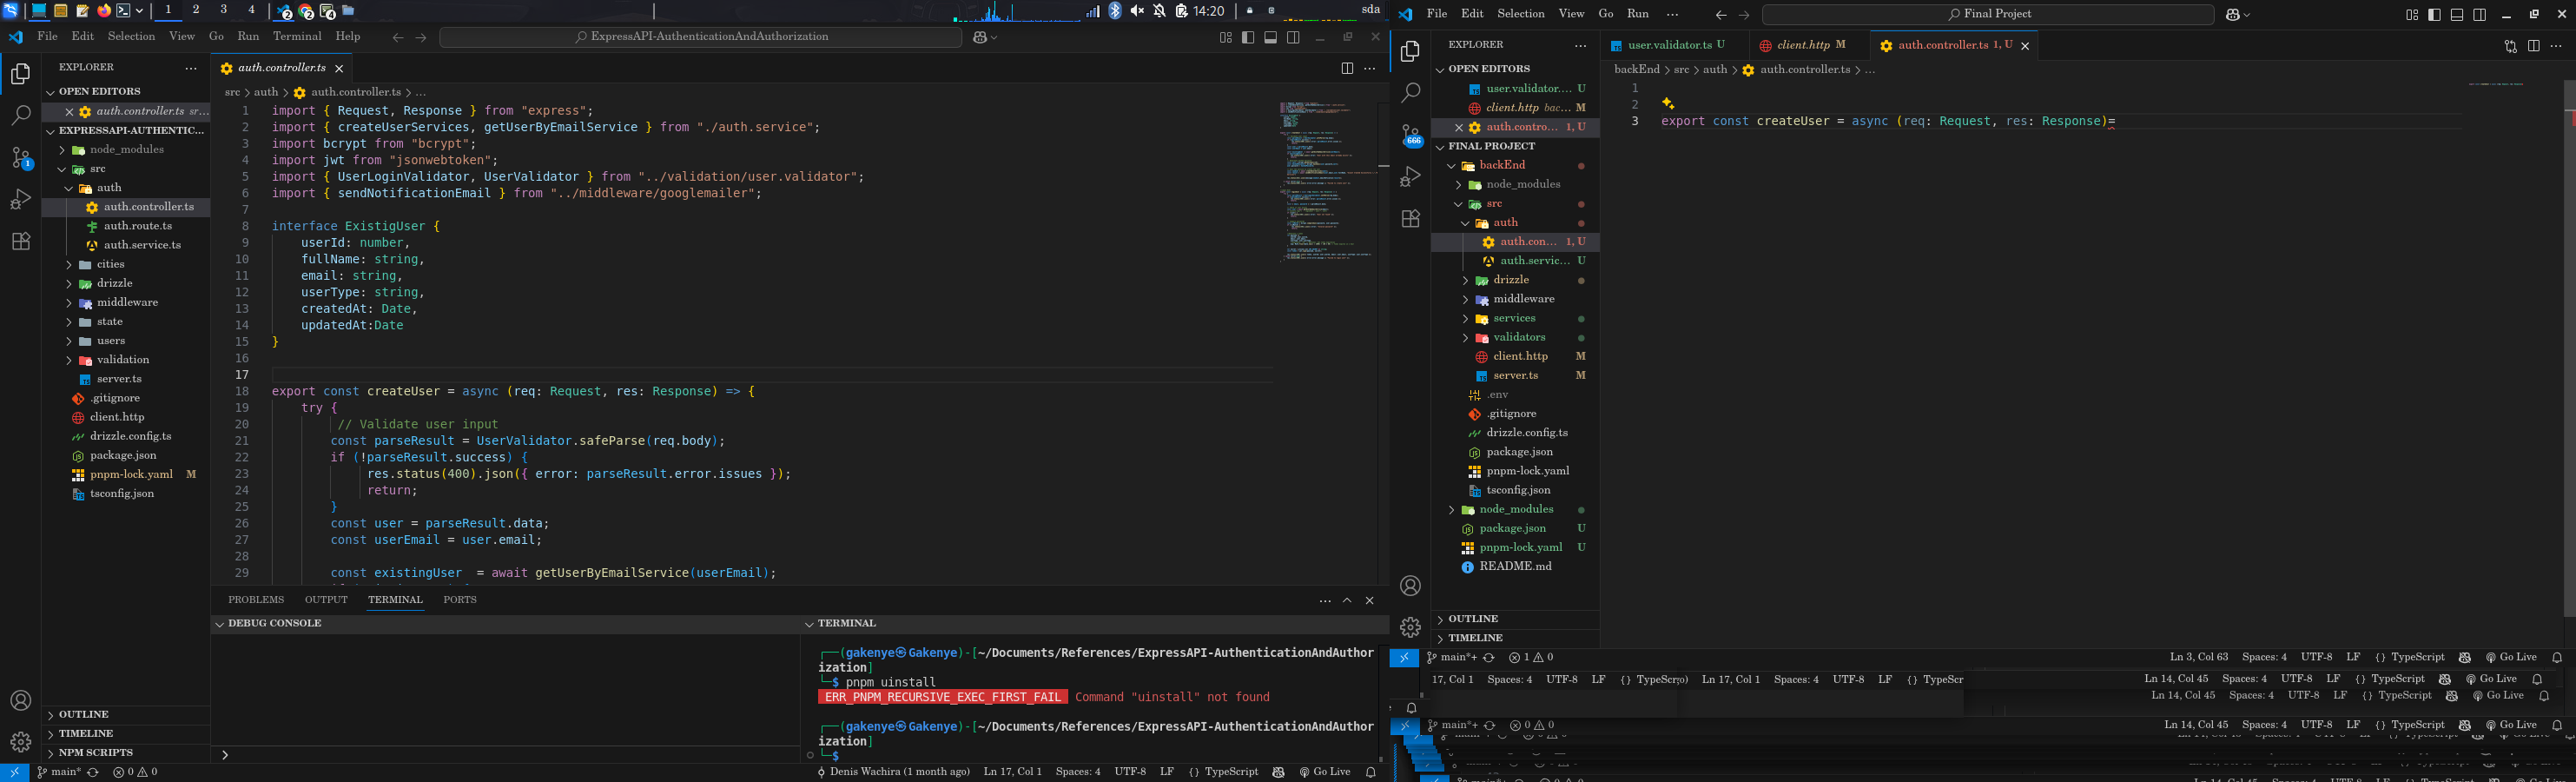 1 2 3 4 2 2 4 14:20 sda
File Edit Selection View Go Run Terminal Help ExpressAPI-AuthenticationAndAuthorization
EXPLORER
OPEN EDITORS
auth.controller.ts sr...
EXPRESSAPI-AUTHENTIC...
node_modules
src
auth
auth.controller.ts
auth.route.ts
auth.service.ts
cities
drizzle
middleware
state
users
validation
server.ts
.gitignore
client.http
drizzle.config.ts
package.json
pnpm-lock.yaml M
tsconfig.json
OUTLINE
TIMELINE
NPM SCRIPTS
1
auth.controller.ts
src > auth > auth.controller.ts > ...
1 import { Request, Response } from "express";
2 import { createUserServices, getUserByEmailService } from "./auth.service";
3 import bcrypt from "bcrypt";
4 import jwt from "jsonwebtoken";
5 import { UserLoginValidator, UserValidator } from "../validation/user.validator";
6 import { sendNotificationEmail } from "../middleware/googlemailer";
7
8 interface ExistigUser {
9 userId: number,
10 fullName: string,
11 email: string,
12 userType: string,
13 createdAt: Date,
14 updatedAt:Date
15 }
16
17
18 export const createUser = async (req: Request, res: Response) => {
19 try {
20 // Validate user input
21 const parseResult = UserValidator.safeParse(req.body);
22 if (!parseResult.success) {
23 res.status(400).json({ error: parseResult.error.issues });
24 return;
25 }
26 const user = parseResult.data;
27 const userEmail = user.email;
28
29 const existingUser = await getUserByEmailService(userEmail);
PROBLEMS OUTPUT TERMINAL PORTS
DEBUG CONSOLE
TERMINAL
┌──(gakenye㉿Gakenye)-[~/Documents/References/ExpressAPI-AuthenticationAndAuthor
ization]
└─$ pnpm uinstall
ERR_PNPM_RECURSIVE_EXEC_FIRST_FAIL Command "uinstall" not found
┌──(gakenye㉿Gakenye)-[~/Documents/References/ExpressAPI-AuthenticationAndAuthor
ization]
└─$
main* 0 0 Denis Wachira (1 month ago) Ln 17, Col 1 Spaces: 4 UTF-8 LF {} TypeScript Go Live
File Edit Selection View Go Run ... Final Project
EXPLORER
OPEN EDITORS
user.validator.... U
client.http bac... M
auth.contro... 1, U
FINAL PROJECT
backEnd
node_modules
src
auth
auth.con... 1, U
auth.servic... U
drizzle
middleware
services
validators
client.http M
server.ts M
.env
.gitignore
drizzle.config.ts
package.json
pnpm-lock.yaml
tsconfig.json
node_modules
package.json U
pnpm-lock.yaml U
README.md
OUTLINE
TIMELINE
666
user.validator.ts U client.http M auth.controller.ts 1, U
backEnd > src > auth > auth.controller.ts > ...
1
2
3 export const createUser = async (req: Request, res: Response)=
main*+ 1 0 Ln 3, Col 63 Spaces: 4 UTF-8 LF {} TypeScript Go Live
17, Col 1 Spaces: 4 UTF-8 LF {} TypeScri Ln 17, Col 1 Spaces: 4 UTF-8 LF {} TypeScr Ln 14, Col 45 Spaces: 4 UTF-8 LF {} TypeScript Go Live
Ln 14, Col 45 Spaces: 4 UTF-8 LF {} TypeScript Go Live
main*+ 0 0 Ln 14, Col 45 Spaces: 4 UTF-8 LF {} TypeScript Go Live